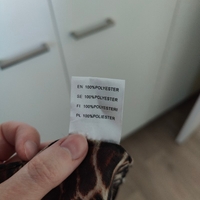 EN: 100%POLYESTER
SE: 100%POLYESTER
FI: 100%POLYESTERI
PL: 100%POLIESTER